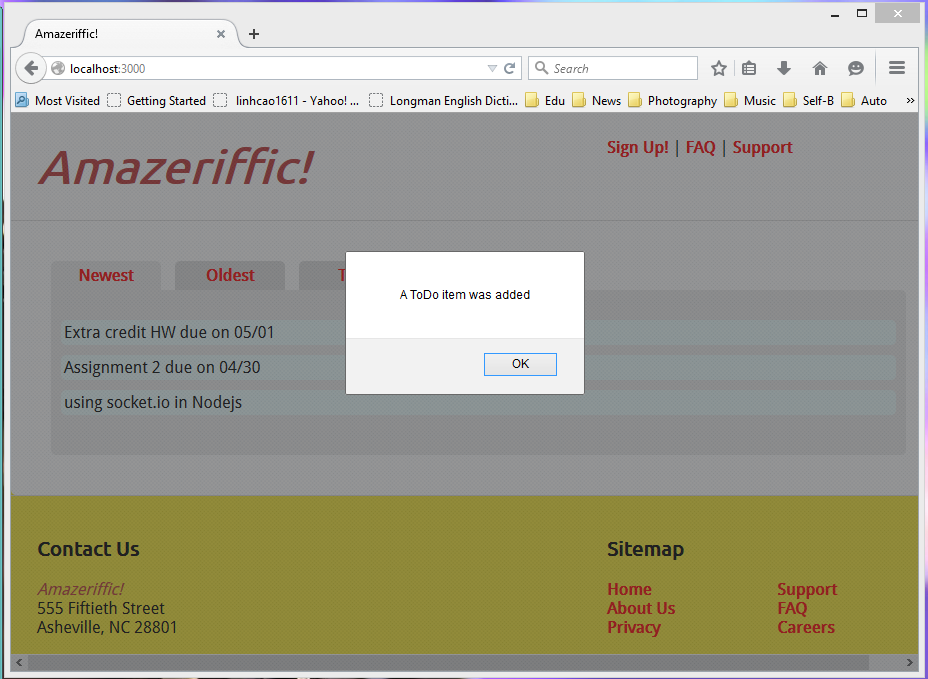 Amazeriffic!
localhost:3000
Search
Most Visited Getting Started linhcao1611 - Yahoo! ... Longman English Dicti... Edu News Photography Music Self-B Auto »
Amazeriffic!
Sign Up! | FAQ | Support
Newest Oldest T
A ToDo item was added
OK
Extra credit HW due on 05/01
Assignment 2 due on 04/30
using socket.io in Nodejs
Contact Us
Amazeriffic!
555 Fiftieth Street
Asheville, NC 28801
Sitemap
Home Support
About Us FAQ
Privacy Careers